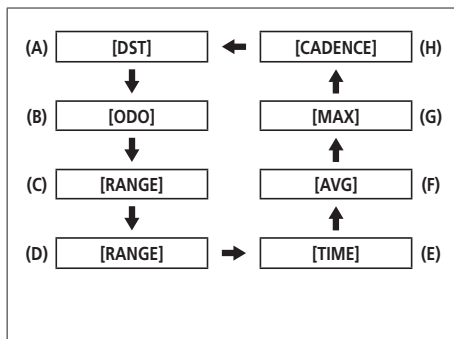 (A) [DST] [CADENCE] (H)
(B) [ODO] [MAX] (G)
(C) [RANGE] [AVG] (F)
(D) [RANGE] [TIME] (E)